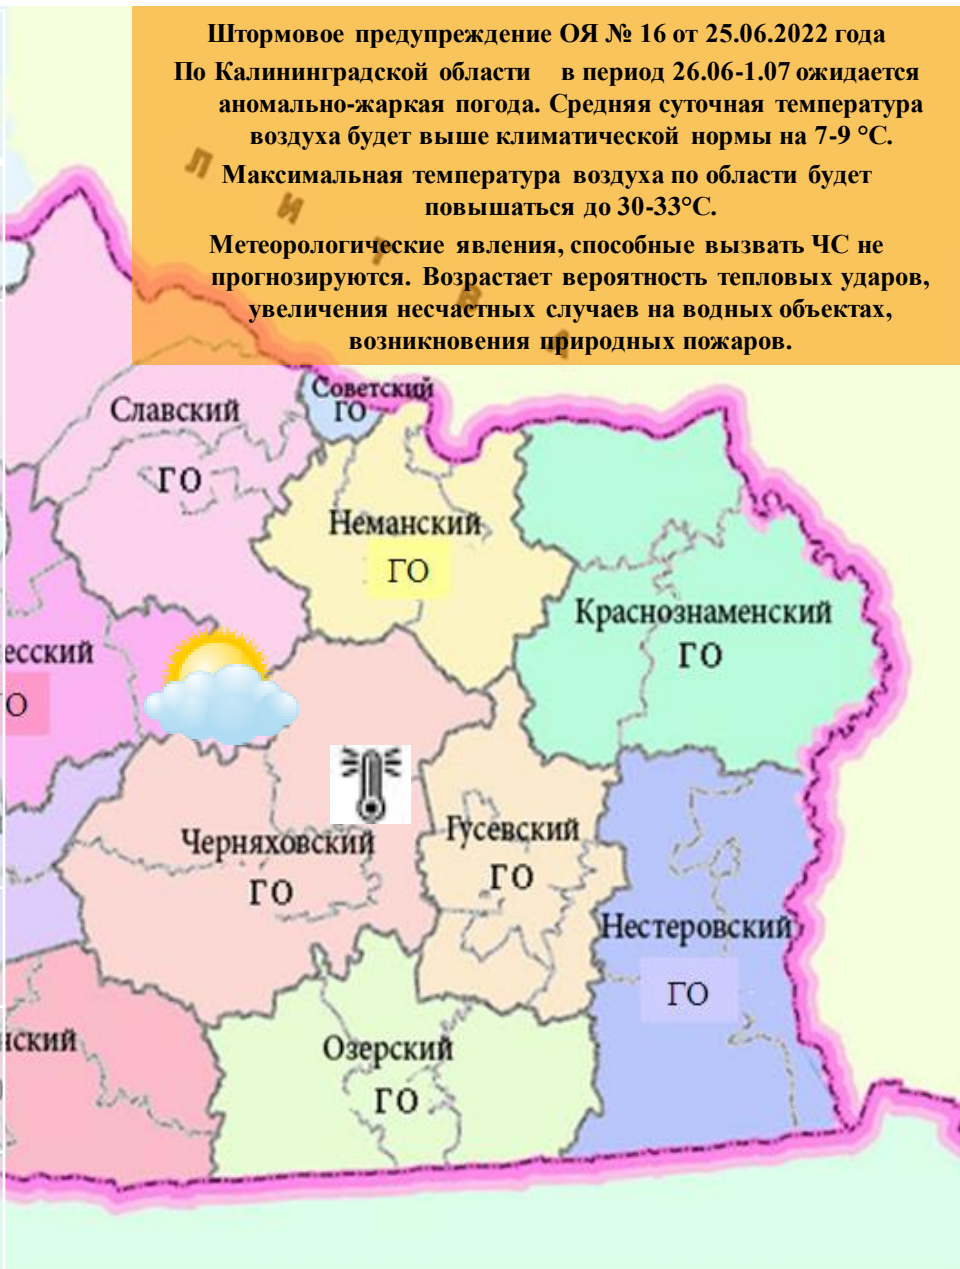 Штормовое предупреждение ОЯ № 16 от 25.06.2022 года
По Калининградской области в период 26.06-1.07 ожидается
аномально-жаркая погода. Средняя суточная температура
воздуха будет выше климатической нормы на 7-9 °С.
Максимальная температура воздуха по области будет
повышаться до 30-33°С.
Метеорологические явления, способные вызвать ЧС не
прогнозируются. Возрастает вероятность тепловых ударов,
увеличения несчастных случаев на водных объектах,
возникновения природных пожаров.
ЛИТВА
Советский
ГО
Славский
ГО
Неманский
ГО
Краснознаменский
ГО
есский
О
Черняховский
ГО
Гусевский
ГО
Нестеровский
ГО
нский
Озерский
ГО